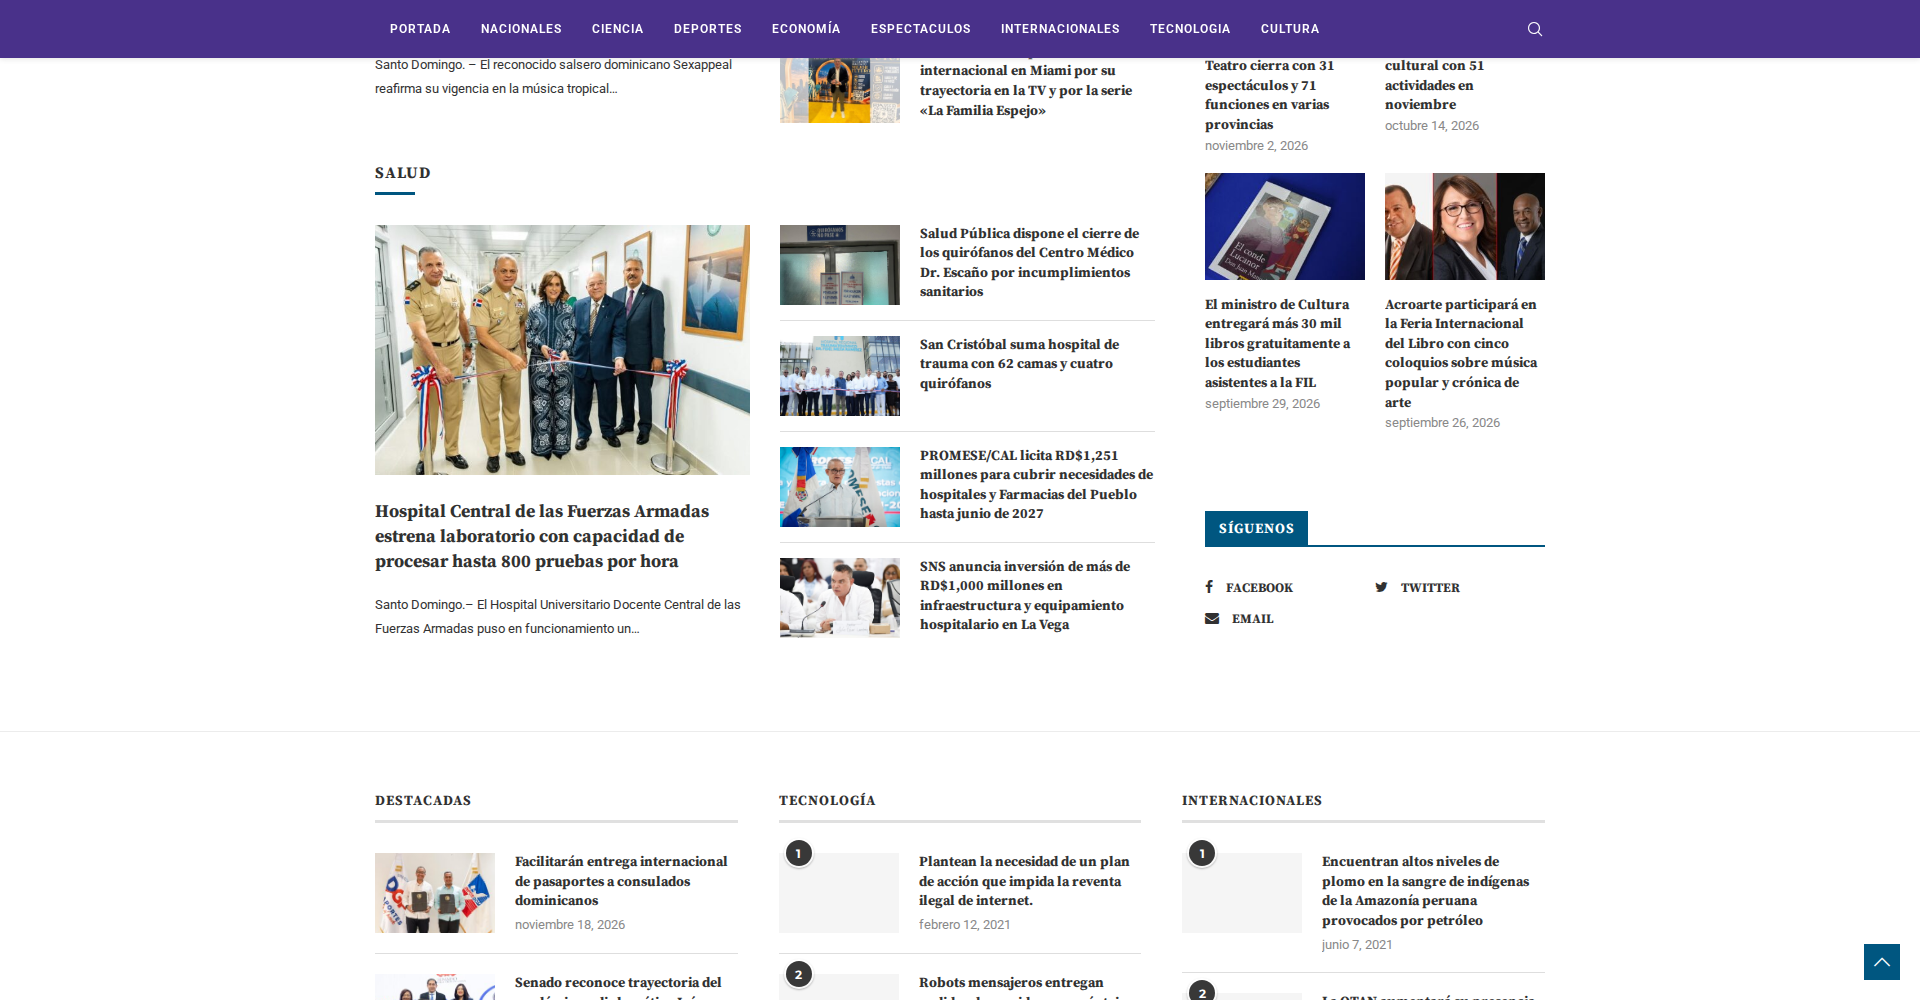 PORTADA NACIONALES CIENCIA DEPORTES ECONOMÍA ESPECTACULOS INTERNACIONALES TECNOLOGIA CULTURA
Santo Domingo. – El reconocido salsero dominicano Sexappeal
reafirma su vigencia en la música tropical...
internacional en Miami por su
trayectoria en la TV y por la serie
«La Familia Espejo»
SALUD
Hospital Central de las Fuerzas Armadas
estrena laboratorio con capacidad de
procesar hasta 800 pruebas por hora
Santo Domingo.– El Hospital Universitario Docente Central de las
Fuerzas Armadas puso en funcionamiento un...
Salud Pública dispone el cierre de
los quirófanos del Centro Médico
Dr. Escaño por incumplimientos
sanitarios
San Cristóbal suma hospital de
trauma con 62 camas y cuatro
quirófanos
PROMESE/CAL licita RD$1,251
millones para cubrir necesidades de
hospitales y Farmacias del Pueblo
hasta junio de 2027
SNS anuncia inversión de más de
RD$1,000 millones en
infraestructura y equipamiento
hospitalario en La Vega
Teatro cierra con 31
espectáculos y 71
funciones en varias
provincias
noviembre 2, 2026
cultural con 51
actividades en
noviembre
octubre 14, 2026
El conde
Lucanor
El ministro de Cultura
entregará más 30 mil
libros gratuitamente a
los estudiantes
asistentes a la FIL
septiembre 29, 2026
Acroarte participará en
la Feria Internacional
del Libro con cinco
coloquios sobre música
popular y crónica de
arte
septiembre 26, 2026
SÍGUENOS
FACEBOOK
TWITTER
EMAIL
DESTACADAS
Facilitarán entrega internacional
de pasaportes a consulados
dominicanos
noviembre 18, 2026
Senado reconoce trayectoria del
TECNOLOGÍA
1
Plantean la necesidad de un plan
de acción que impida la reventa
ilegal de internet.
febrero 12, 2021
2
Robots mensajeros entregan
INTERNACIONALES
1
Encuentran altos niveles de
plomo en la sangre de indígenas
de la Amazonía peruana
provocados por petróleo
junio 7, 2021
2